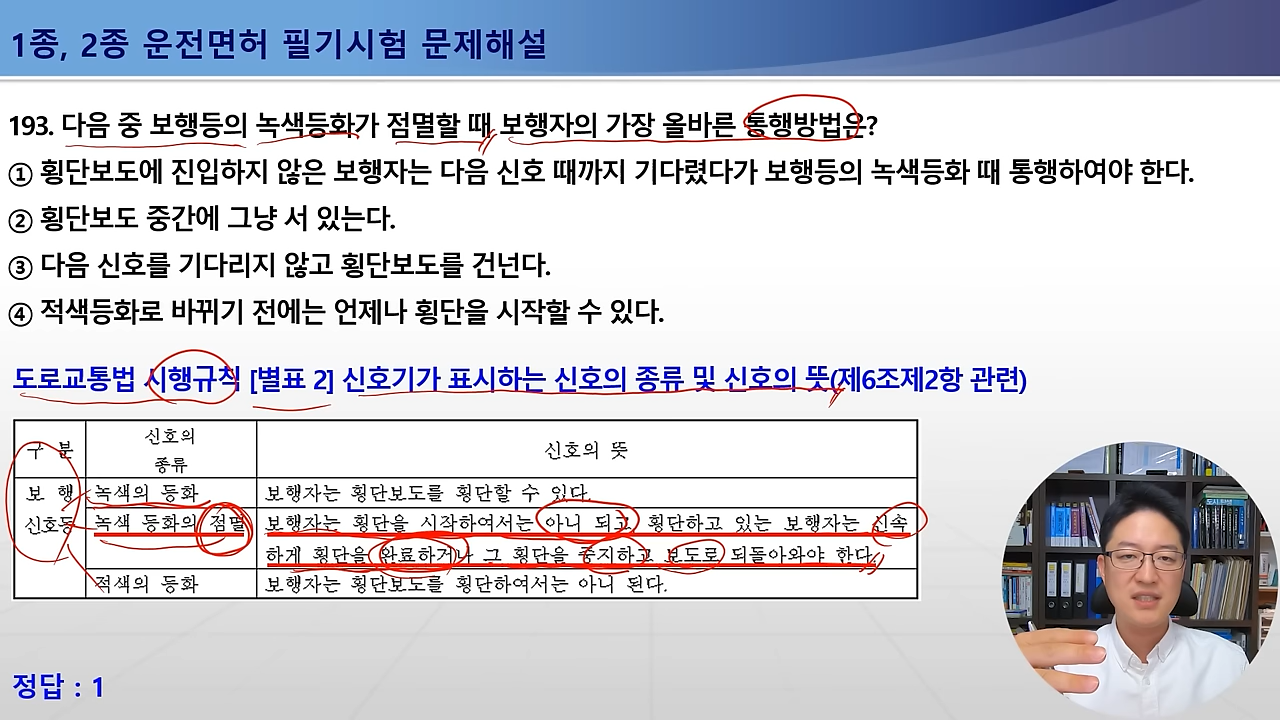 1종, 2종 운전면허 필기시험 문제해설
193. 다음 중 보행등의 녹색등화가 점멸할 때 보행자의 가장 올바른 통행방법은?
① 횡단보도에 진입하지 않은 보행자는 다음 신호 때까지 기다렸다가 보행등의 녹색등화 때 통행하여야 한다.
② 횡단보도 중간에 그냥 서 있는다.
③ 다음 신호를 기다리지 않고 횡단보도를 건넌다.
④ 적색등화로 바뀌기 전에는 언제나 횡단을 시작할 수 있다.
도로교통법 시행규칙 [별표 2] 신호기가 표시하는 신호의 종류 및 신호의 뜻(제6조제2항 관련)
구 분 신호의 종류 신호의 뜻
보 행 녹색의 등화 보행자는 횡단보도를 횡단할 수 있다.
신호등 녹색 등화의 점멸 보행자는 횡단을 시작하여서는 아니 되고 횡단하고 있는 보행자는 신속
하게 횡단을 완료하거나 그 횡단을 중지하고 보도로 되돌아와야 한다.
적색의 등화 보행자는 횡단보도를 횡단하여서는 아니 된다.
정답 : 1